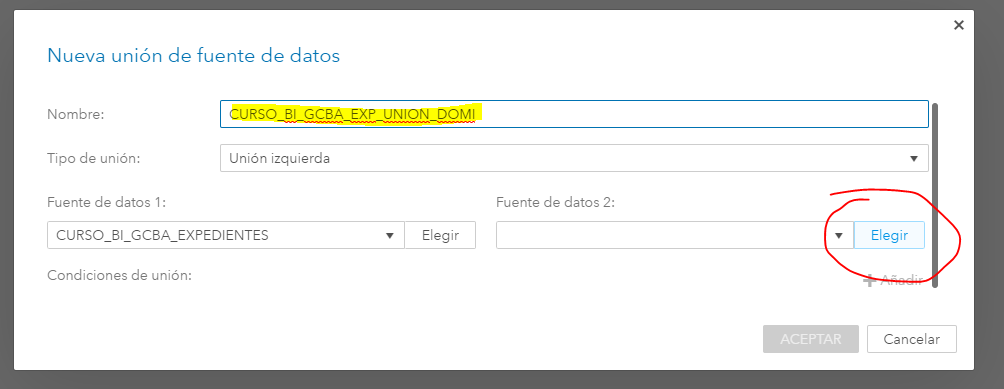 Nueva unión de fuente de datos
Nombre: CURSO_BI_GCBA_EXP_UNION_DOMI
Tipo de unión: Unión izquierda
Fuente de datos 1: Fuente de datos 2:
CURSO_BI_GCBA_EXPEDIENTES Elegir Elegir
Condiciones de unión: Añadir
ACEPTAR Cancelar